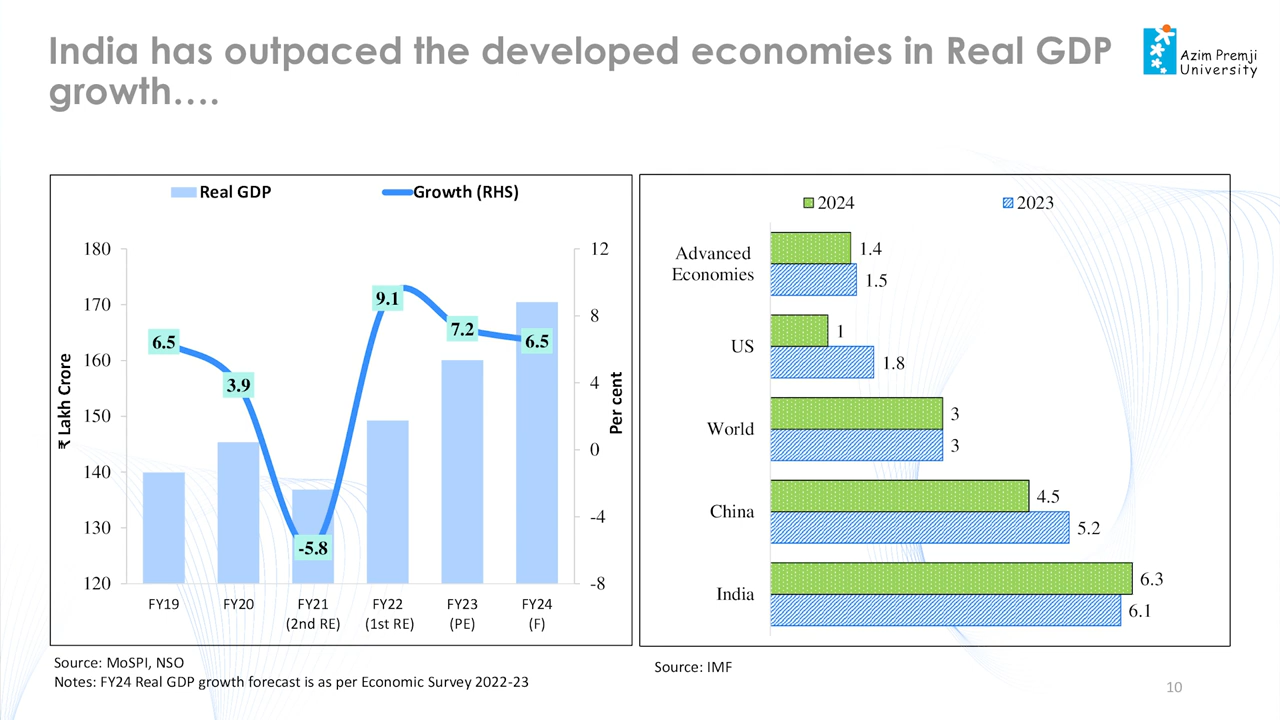 India has outpaced the developed economies in Real GDP
growth….
Azim Premji
University
Real GDP
Growth (RHS)
180
170
160
150
140
130
120
₹ Lakh Crore
12
8
4
0
-4
-8
Per cent
6.5
3.9
-5.8
9.1
7.2
6.5
FY19
FY20
FY21
(2nd RE)
FY22
(1st RE)
FY23
(PE)
FY24
(F)
Source: MoSPI, NSO
Notes: FY24 Real GDP growth forecast is as per Economic Survey 2022-23
2024
2023
Advanced
Economies
1.4
1.5
US
1
1.8
World
3
3
China
4.5
5.2
India
6.3
6.1
Source: IMF
10